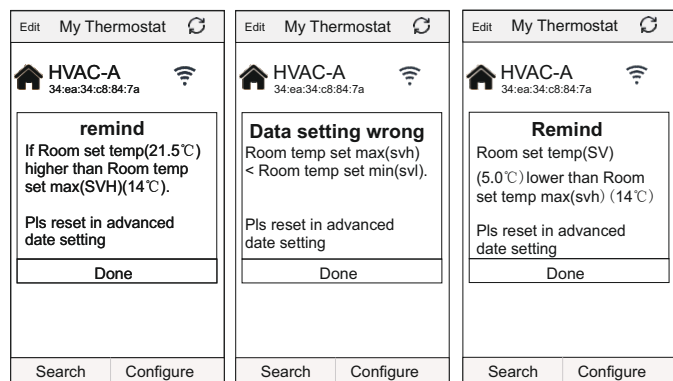 Edit My Thermostat
HVAC-A
34:ea:34:c8:84:7a
remind
If Room set temp(21.5℃)
higher than Room temp
set max(SVH)(14℃).
Pls reset in advanced
date setting
Done
Search Configure
Edit My Thermostat
HVAC-A
34:ea:34:c8:84:7a
Data setting wrong
Room temp set max(svh)
< Room temp set min(svl).
Pls reset in advanced
date setting
Done
Search Configure
Edit My Thermostat
HVAC-A
34:ea:34:c8:84:7a
Remind
Room set temp(SV)
(5.0℃)lower than Room
set temp max(svh)(14℃)
Pls reset in advanced
date setting
Done
Search Configure